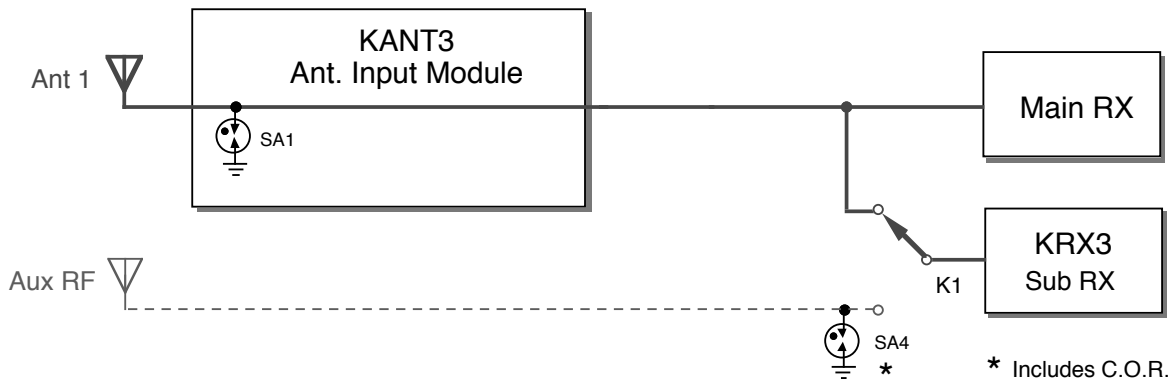 KANT3
Ant. Input Module
Ant 1
SA1
Main RX
KRX3
Sub RX
K1
Aux RF
SA4
*
* Includes C.O.R.